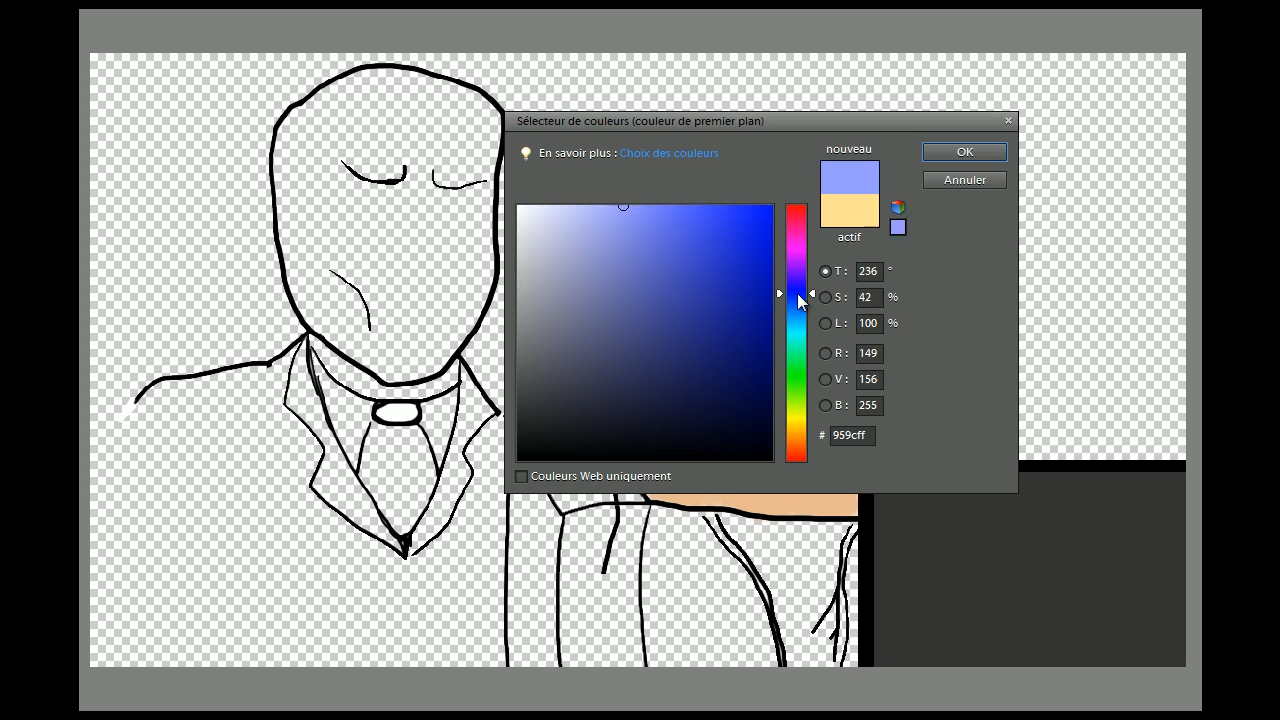 Sélecteur de couleurs (couleur de premier plan)
En savoir plus : Choix des couleurs
nouveau
actif
OK
Annuler
T : 236 °
S : 42 %
L : 100 %
R : 149
V : 156
B : 255
# 959cff
Couleurs Web uniquement